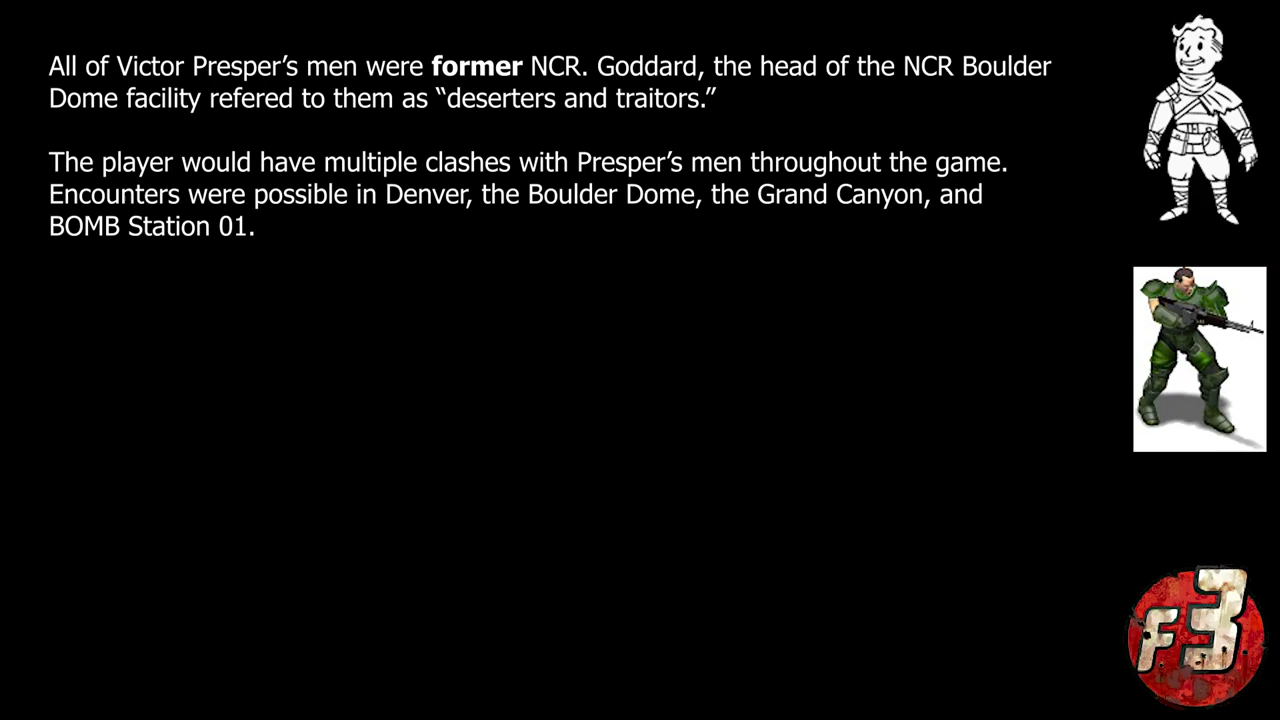 All of Victor Presper’s men were former NCR. Goddard, the head of the NCR Boulder
Dome facility refered to them as “deserters and traitors.”
The player would have multiple clashes with Presper’s men throughout the game.
Encounters were possible in Denver, the Boulder Dome, the Grand Canyon, and
BOMB Station 01.
F3